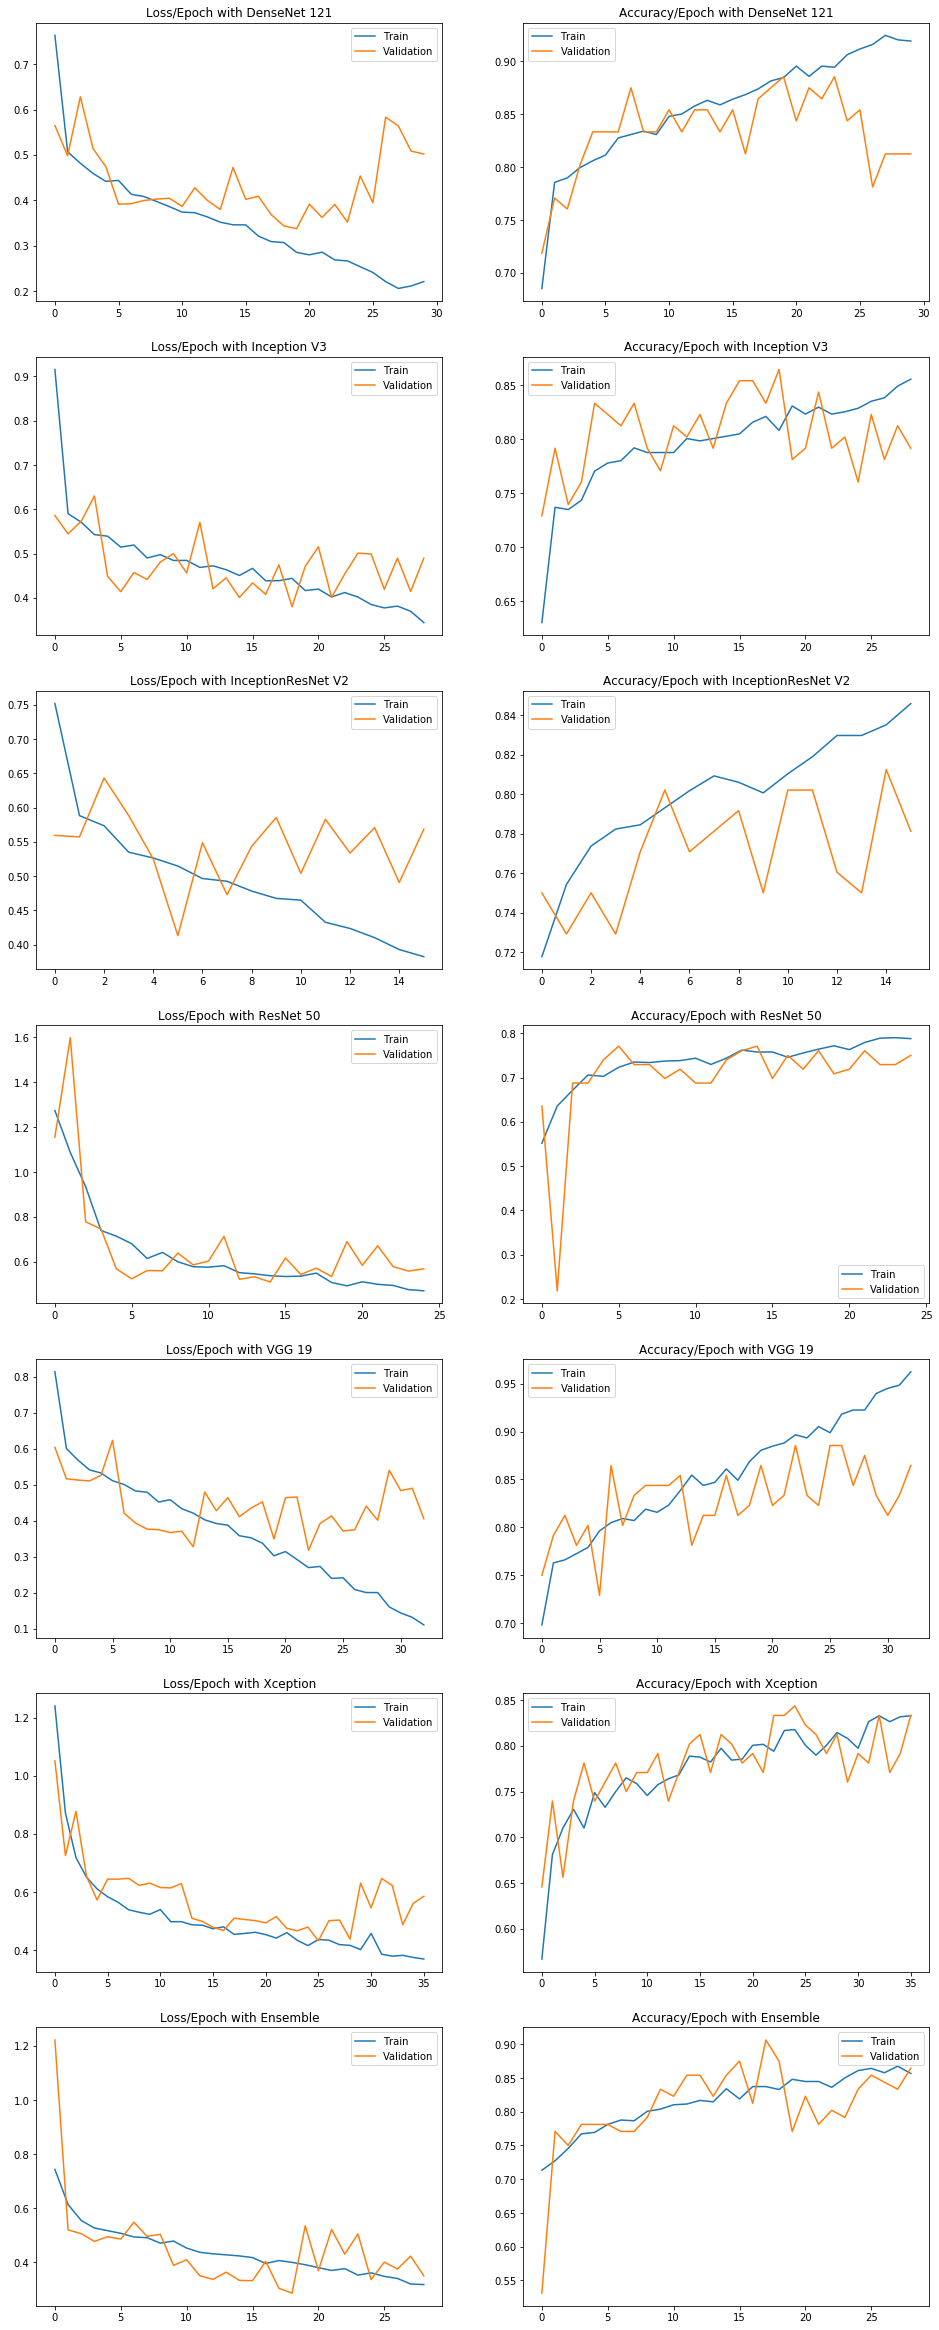 Loss/Epoch with DenseNet 121
Train
Validation
0.7
0.6
0.5
0.4
0.3
0.2
0 5 10 15 20 25 30
Accuracy/Epoch with DenseNet 121
Train
Validation
0.90
0.85
0.80
0.75
0.70
0 5 10 15 20 25 30
Loss/Epoch with Inception V3
Train
Validation
0.9
0.8
0.7
0.6
0.5
0.4
0 5 10 15 20 25
Accuracy/Epoch with Inception V3
Train
Validation
0.85
0.80
0.75
0.70
0.65
0 5 10 15 20 25
Loss/Epoch with InceptionResNet V2
Train
Validation
0.75
0.70
0.65
0.60
0.55
0.50
0.45
0.40
0 2 4 6 8 10 12 14
Accuracy/Epoch with InceptionResNet V2
Train
Validation
0.84
0.82
0.80
0.78
0.76
0.74
0.72
0 2 4 6 8 10 12 14
Loss/Epoch with ResNet 50
Train
Validation
1.6
1.4
1.2
1.0
0.8
0.6
0 5 10 15 20 25
Accuracy/Epoch with ResNet 50
0.8
0.7
0.6
0.5
0.4
0.3
0.2
Train
Validation
0 5 10 15 20 25
Loss/Epoch with VGG 19
Train
Validation
0.8
0.7
0.6
0.5
0.4
0.3
0.2
0.1
0 5 10 15 20 25 30
Accuracy/Epoch with VGG 19
Train
Validation
0.95
0.90
0.85
0.80
0.75
0.70
0 5 10 15 20 25 30
Loss/Epoch with Xception
Train
Validation
1.2
1.0
0.8
0.6
0.4
0 5 10 15 20 25 30 35
Accuracy/Epoch with Xception
Train
Validation
0.85
0.80
0.75
0.70
0.65
0.60
0 5 10 15 20 25 30 35
Loss/Epoch with Ensemble
Train
Validation
1.2
1.0
0.8
0.6
0.4
0 5 10 15 20 25
Accuracy/Epoch with Ensemble
Train
Validation
0.90
0.85
0.80
0.75
0.70
0.65
0.60
0.55
0 5 10 15 20 25